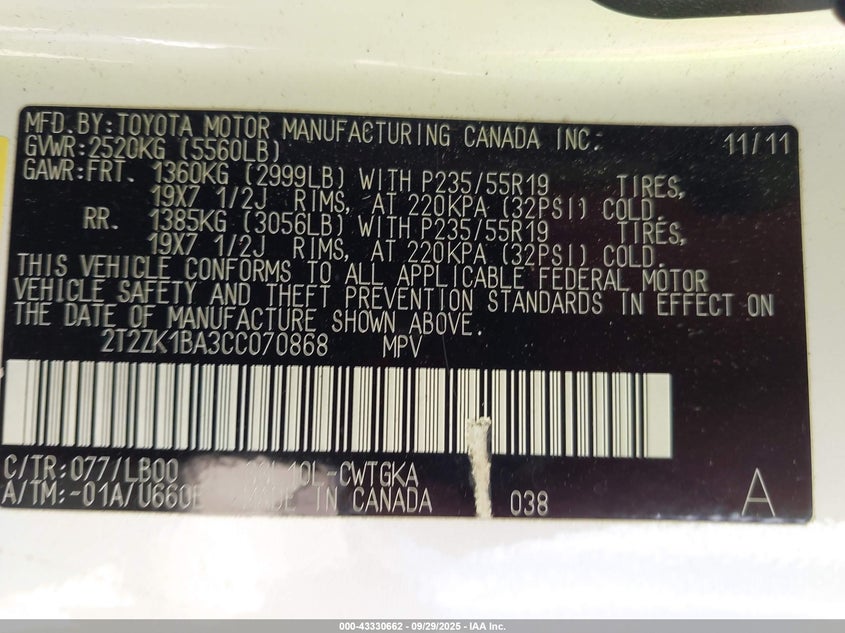 MFD.BY:TOYOTA MOTOR MANUFACTURING CANADA INC. 11/11
GVWR:2520KG (5560LB)
GAWR:FRT. 1360KG (2999LB) WITH P235/55R19 TIRES,
19X7 1/2J RIMS, AT 220KPA (32PSI) COLD.
RR. 1385KG (3056LB) WITH P235/55R19 TIRES,
19X7 1/2J RIMS, AT 220KPA (32PSI) COLD.
THIS VEHICLE CONFORMS TO ALL APPLICABLE FEDERAL MOTOR
VEHICLE SAFETY AND THEFT PREVENTION STANDARDS IN EFFECT ON
THE DATE OF MANUFACTURE SHOWN ABOVE.
2T2ZK1BA3CC070868 MPV
C/TR:077/LB00 -CWTGKA
A/TM:-01A/U660E MADE IN CANADA 038 A
000-43330662 - 09/29/2025 - IAA Inc.